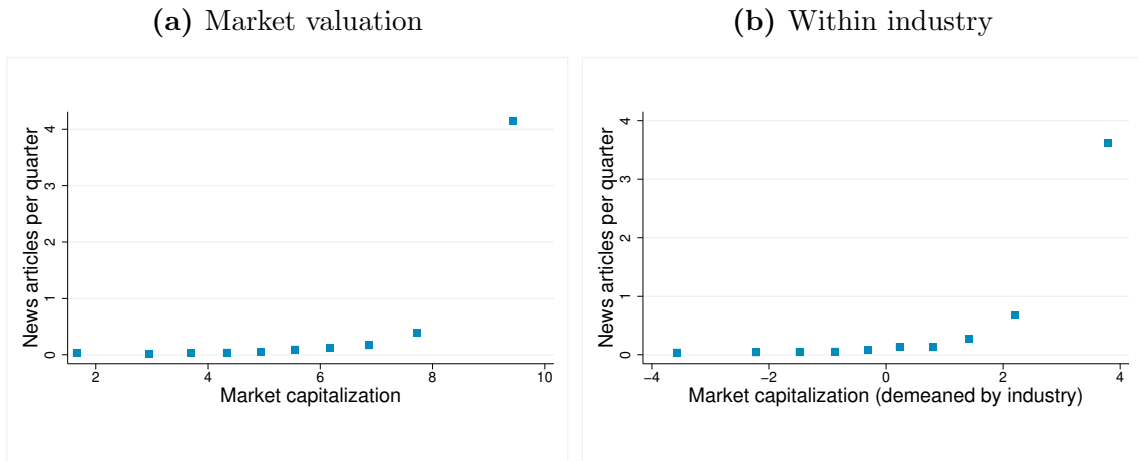 (a) Market valuation
News articles per quarter
4
3
2
1
0
2 4 6 8 10
Market capitalization
(b) Within industry
News articles per quarter
4
3
2
1
0
−4 −2 0 2 4
Market capitalization (demeaned by industry)